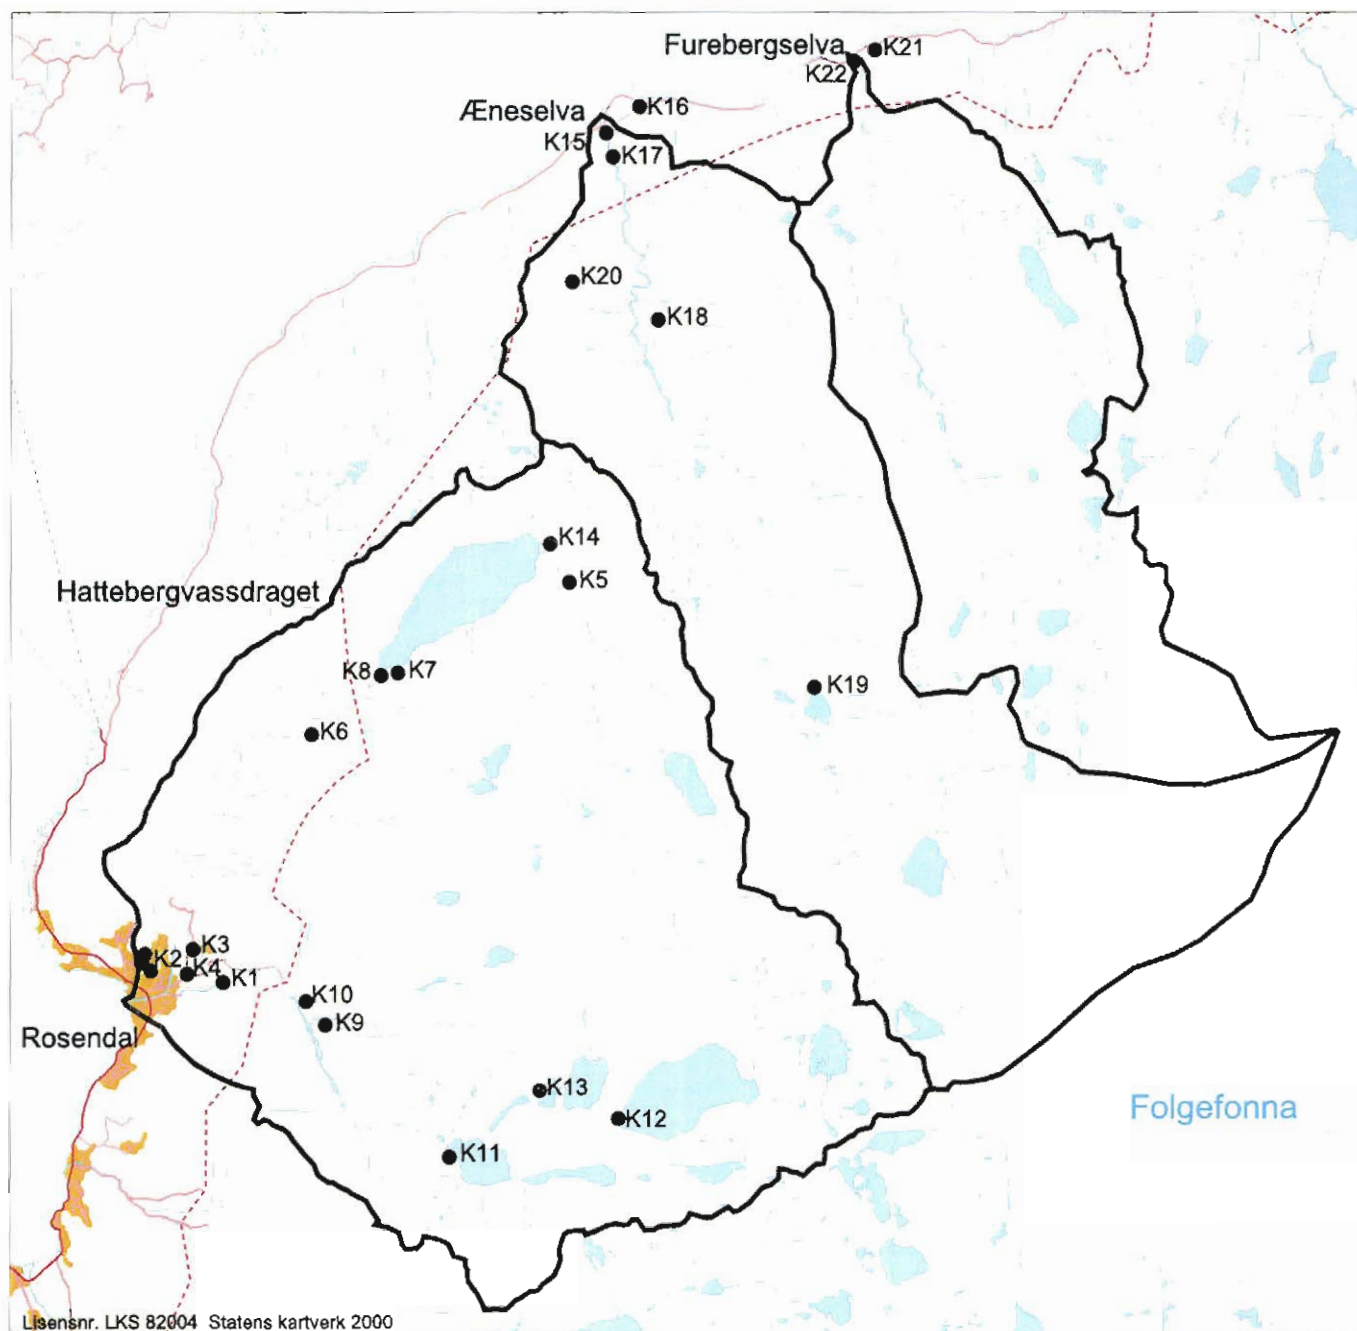 Furebergselva
K21
K22
Æneselva
K16
K15
K17
K20
K18
K14
K5
Hattebergvassdraget
K8
K7
K19
K6
K3
K2
K4
K1
K10
K9
Rosendal
K13
K12
Folgefonna
K11
Lisensnr. LKS 82004 Statens kartverk 2000